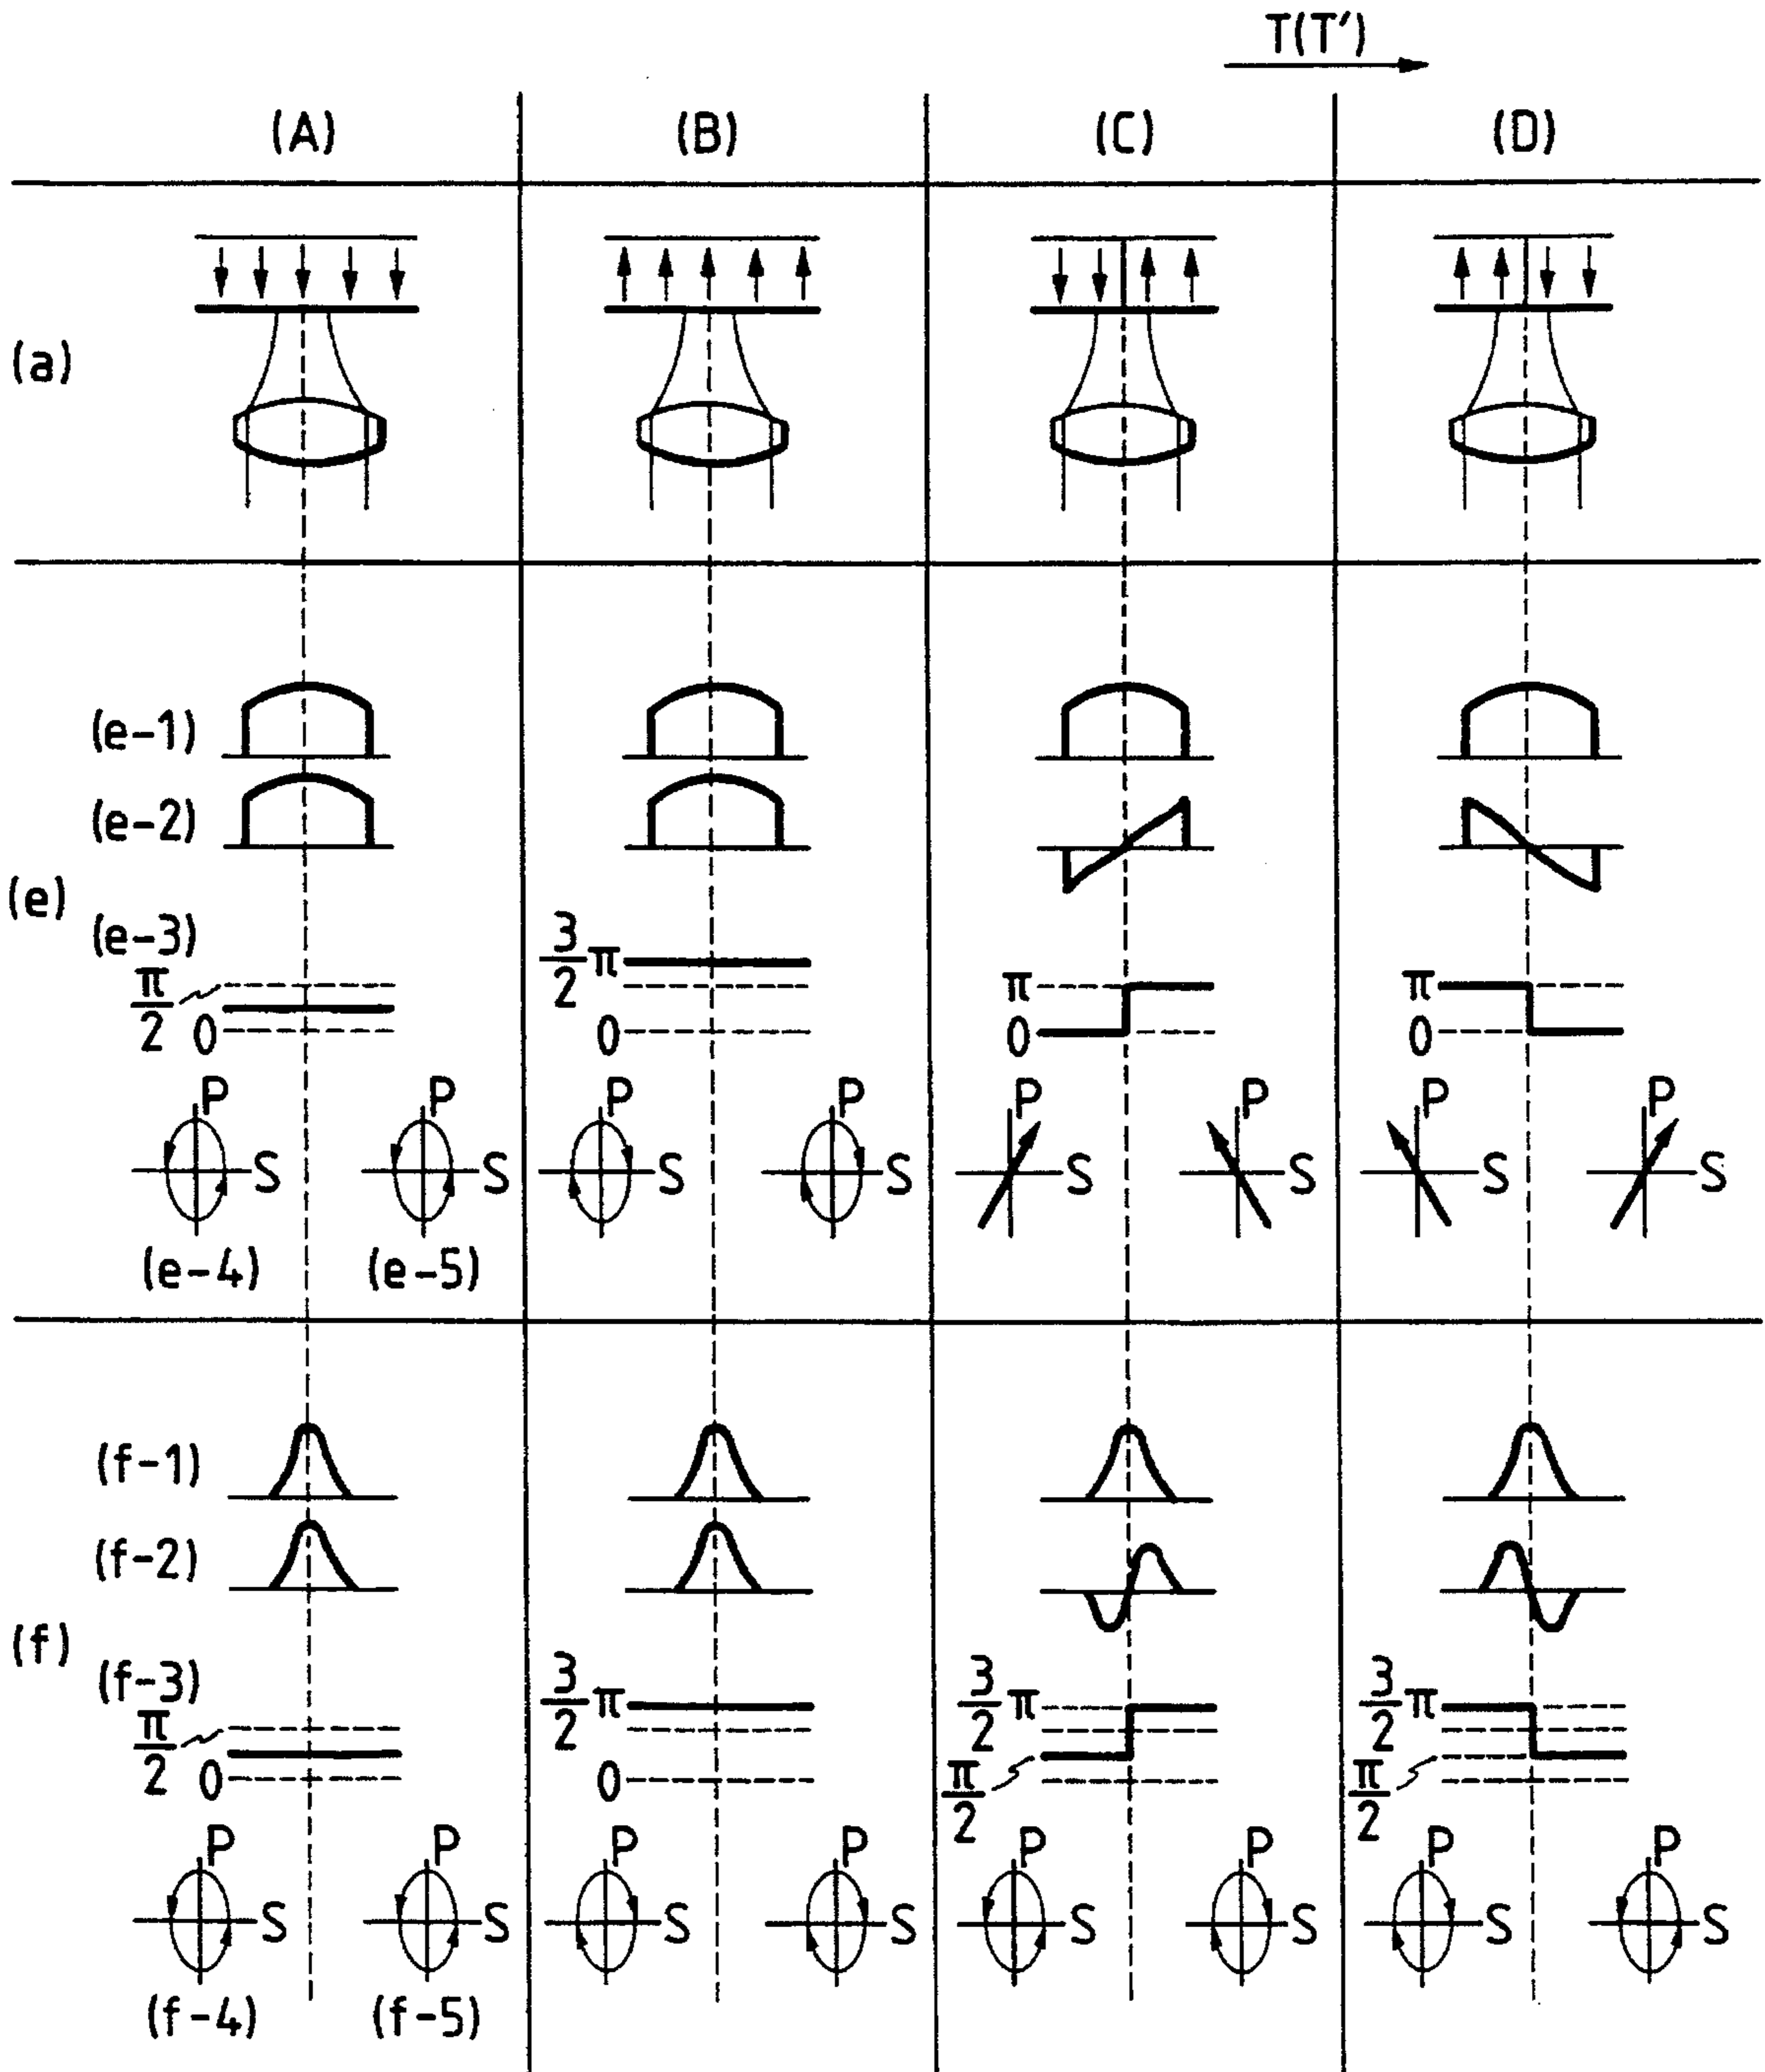 T(T′)
(A) (B) (C) (D)
(a)
(e-1)
(e-2)
(e)
(e-3)
π/2 0
3/2 π 0
π 0
π 0
P S P S P S P S P S P S P S P S
(e-4) (e-5)
(f-1)
(f-2)
(f)
(f-3)
π/2 0
3/2 π 0
3/2 π π/2
3/2 π π/2
P S P S P S P S P S P S P S P S
(f-4) (f-5)